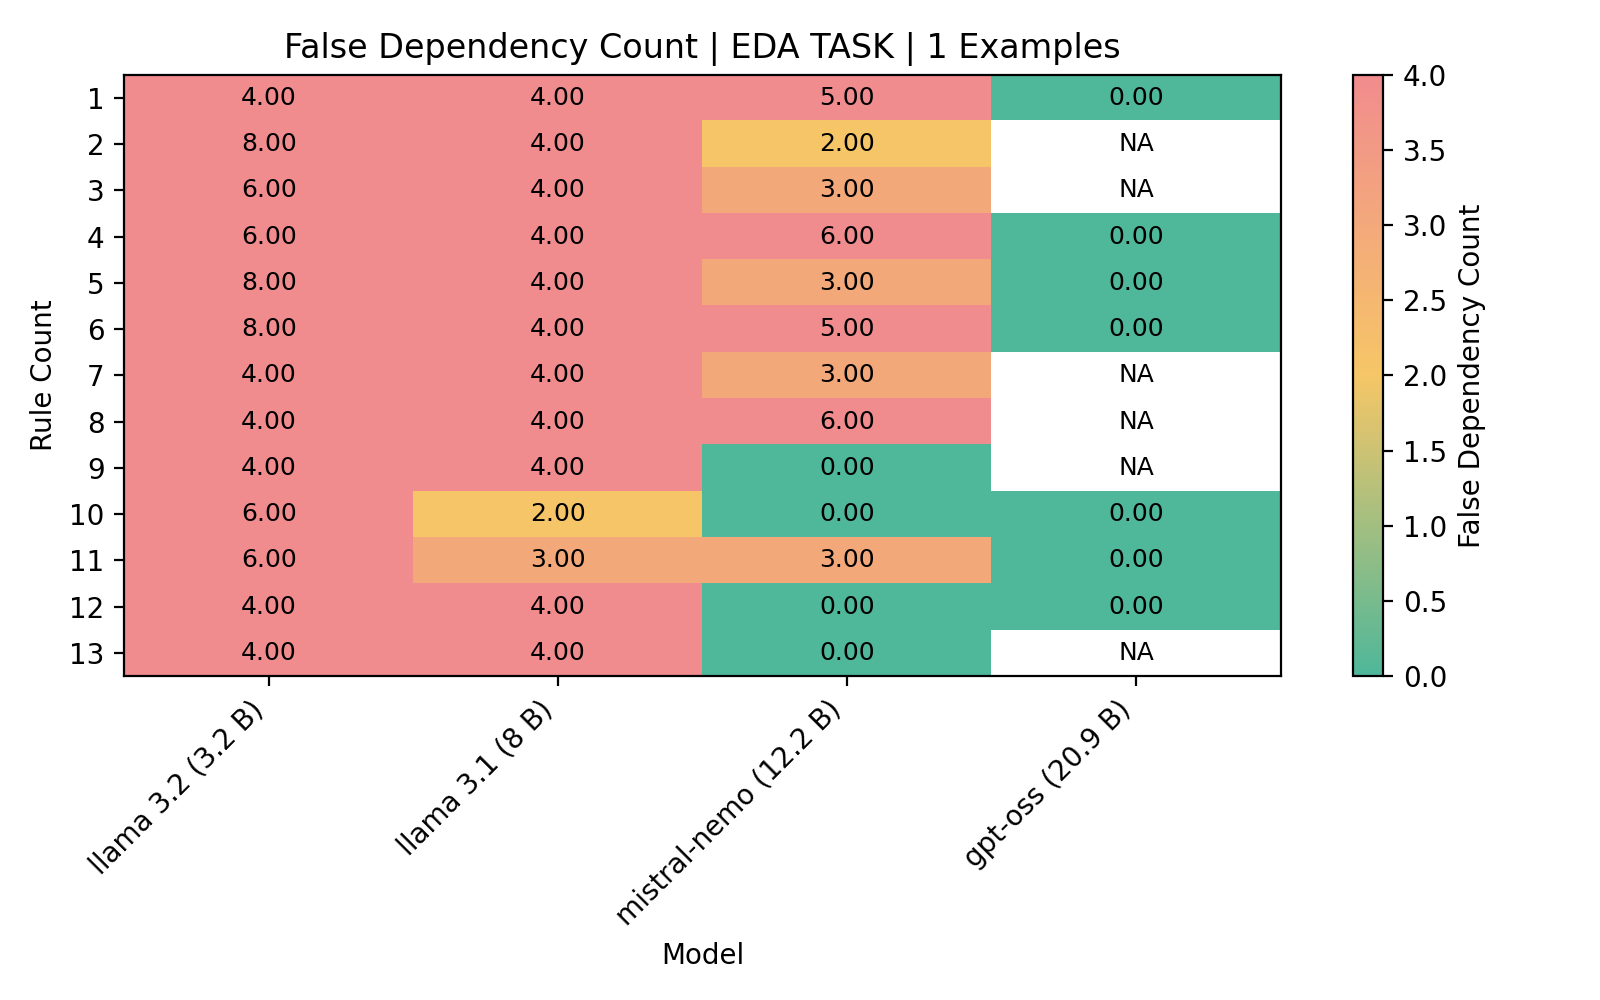 False Dependency Count | EDA TASK | 1 Examples
1 4.00 4.00 5.00 0.00
2 8.00 4.00 2.00 NA
3 6.00 4.00 3.00 NA
4 6.00 4.00 6.00 0.00
5 8.00 4.00 3.00 0.00
6 8.00 4.00 5.00 0.00
7 4.00 4.00 3.00 NA
8 4.00 4.00 6.00 NA
9 4.00 4.00 0.00 NA
10 6.00 2.00 0.00 0.00
11 6.00 3.00 3.00 0.00
12 4.00 4.00 0.00 0.00
13 4.00 4.00 0.00 NA
Rule Count
llama 3.2 (3.2 B)
llama 3.1 (8 B)
mistral-nemo (12.2 B)
gpt-oss (20.9 B)
Model
4.0
3.5
3.0
2.5
2.0
1.5
1.0
0.5
0.0
False Dependency Count